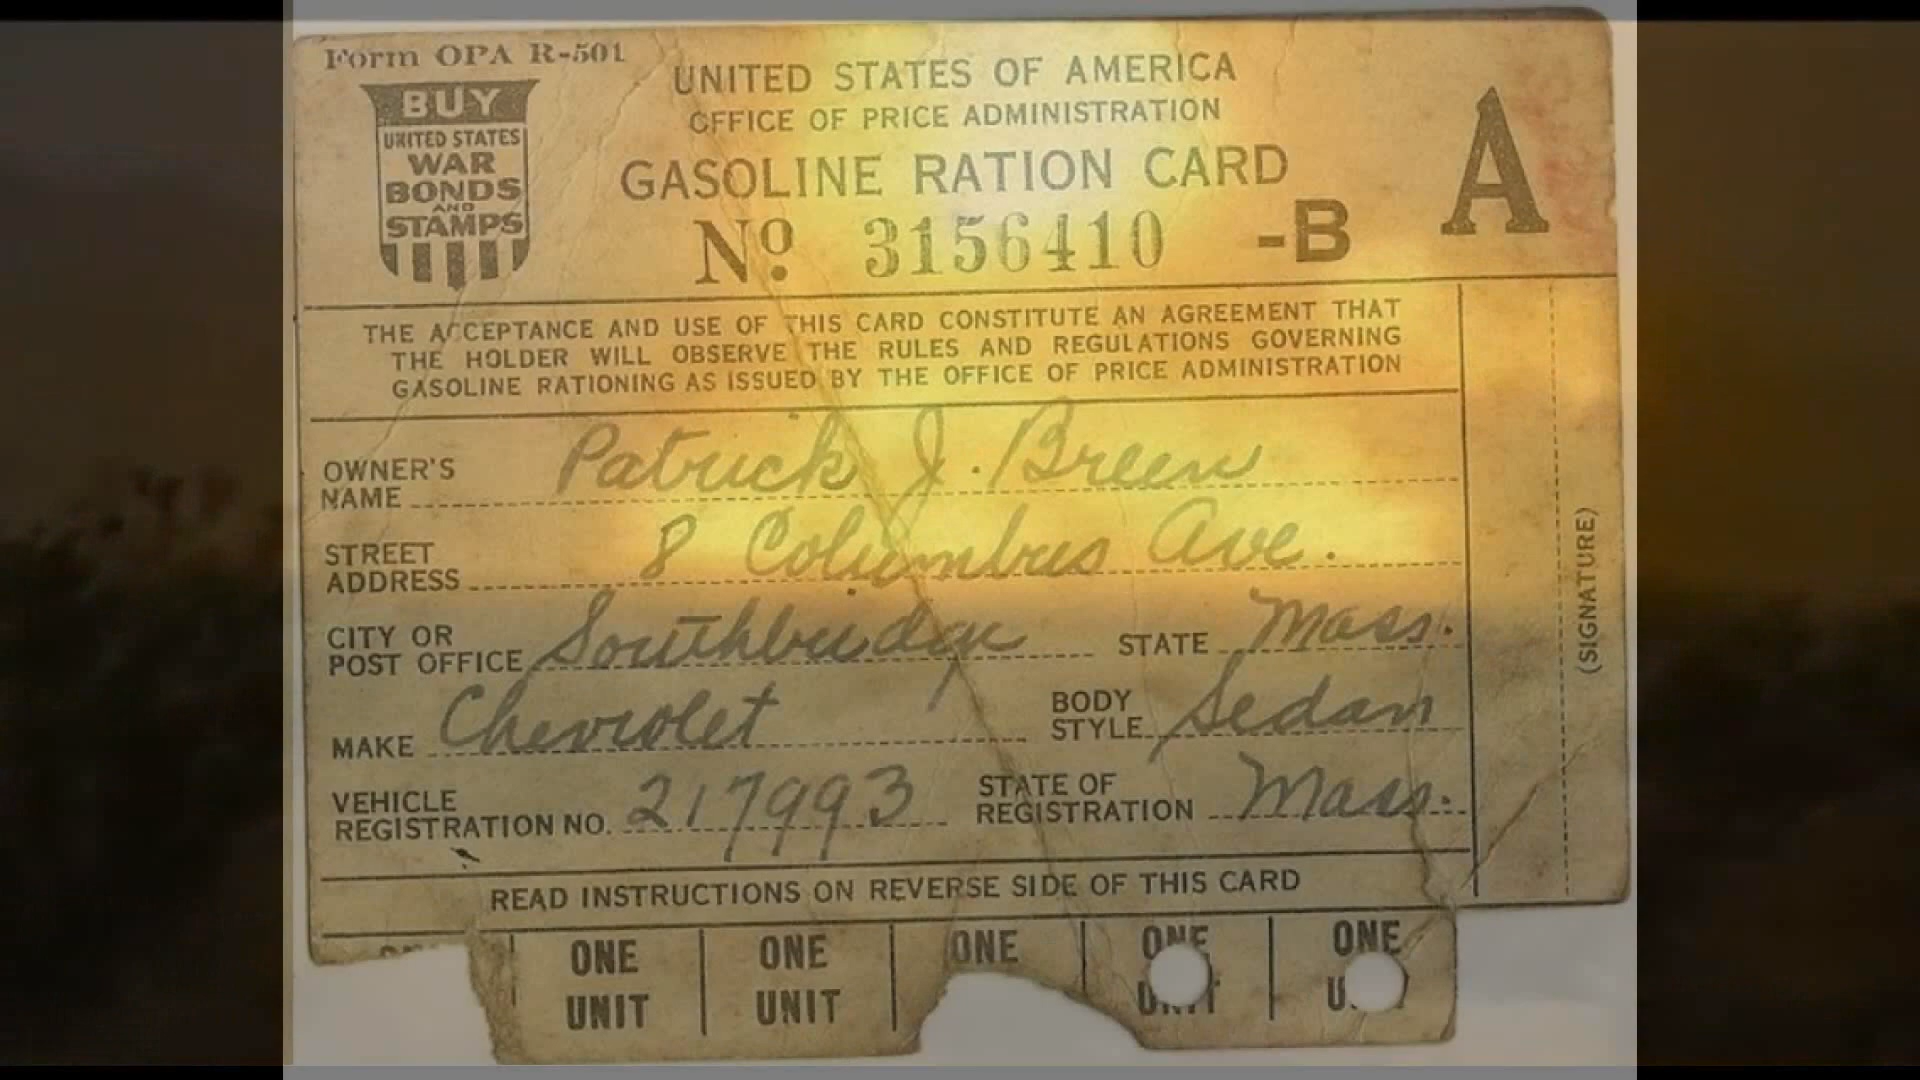 Form OPA R-501
BUY
UNITED STATES
WAR
BONDS
AND
STAMPS
UNITED STATES OF AMERICA
OFFICE OF PRICE ADMINISTRATION
GASOLINE RATION CARD
Nº 3156410 -B
A
THE ACCEPTANCE AND USE OF THIS CARD CONSTITUTE AN AGREEMENT THAT
THE HOLDER WILL OBSERVE THE RULES AND REGULATIONS GOVERNING
GASOLINE RATIONING AS ISSUED BY THE OFFICE OF PRICE ADMINISTRATION
OWNER'S NAME Patrick J. Breen
STREET ADDRESS 8 Columbus Ave.
CITY OR POST OFFICE Southbridge STATE Mass.
MAKE Chevrolet BODY STYLE Sedan
VEHICLE REGISTRATION NO. 217993 STATE OF REGISTRATION Mass.
(SIGNATURE)
READ INSTRUCTIONS ON REVERSE SIDE OF THIS CARD
ONE UNIT
ONE UNIT
ONE
ONE UNIT
ONE